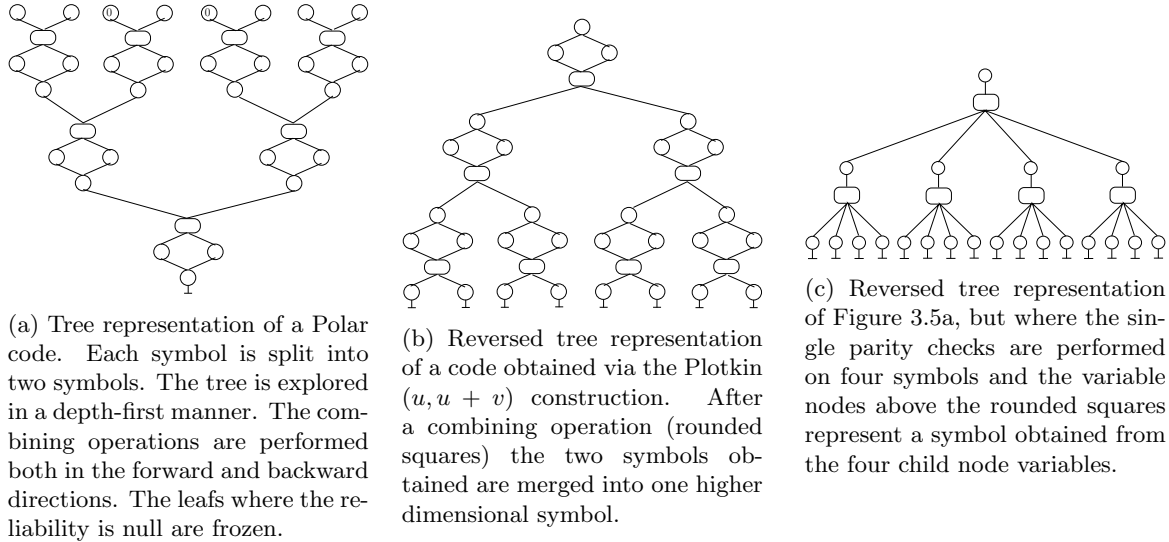 0
0
(a) Tree representation of a Polar
code. Each symbol is split into
two symbols. The tree is explored
in a depth-first manner. The com-
bining operations are performed
both in the forward and backward
directions. The leafs where the re-
liability is null are frozen.
(b) Reversed tree representation
of a code obtained via the Plotkin
(u, u + v) construction. After
a combining operation (rounded
squares) the two symbols ob-
tained are merged into one higher
dimensional symbol.
(c) Reversed tree representation
of Figure 3.5a, but where the sin-
gle parity checks are performed
on four symbols and the variable
nodes above the rounded squares
represent a symbol obtained from
the four child node variables.